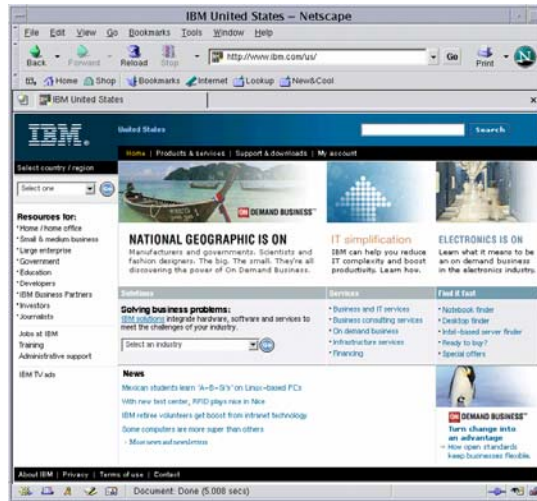 IBM United States – Netscape
File Edit View Go Bookmarks Tools Window Help
Back Forward Reload Stop http://www.ibm.com/us/ Go Print N
Home Shop Bookmarks Internet Lookup New&Cool
IBM United States
IBM.
United States
Search
Home | Products & services | Support & downloads | My account
Select country / region
Select one
Resources for:
Home / home office
Small & medium business
Large enterprise
Government
Education
Developers
IBM Business Partners
Investors
Journalists
Jobs at IBM
Training
Administrative support
IBM TV ads
ON DEMAND BUSINESS™
NATIONAL GEOGRAPHIC IS ON
Manufacturers and governments. Scientists and
fashion designers. The big. The small. They're all
discovering the power of On Demand Business.
IT simplification
IBM can help you reduce
IT complexity and boost
productivity. Learn how.
ELECTRONICS IS ON
Learn what it means to be
an on demand business
in the electronics industry.
Solutions
Solving business problems:
IBM solutions integrate hardware, software and services to
meet the challenges of your industry.
Select an industry
Services
Business and IT services
Business consulting services
On demand business
Infrastructure services
Financing
Find it fast
Notebook finder
Desktop finder
Intel-based server finder
Ready to buy?
Special offers
News
Mexican students learn 'A-B-Si's' on Linux-based PCs
With new test center, RFID plays nice in Nice
IBM retiree volunteers get boost from intranet technology
Some computers are more super than others
More news and newsletters
ON DEMAND BUSINESS™
Turn change into
an advantage
How open standards
keep businesses flexible.
About IBM | Privacy | Terms of use | Contact
Document: Done (5.008 secs)